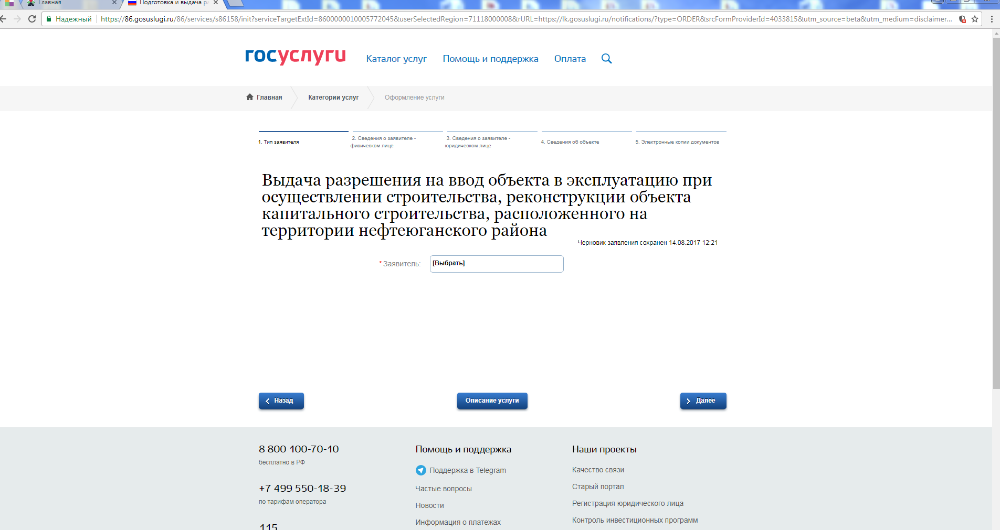 Главная
Подготовка и выдача ра
Надежный
https://86.gosuslugi.ru/86/services/s86158/init?serviceTargetExtId=8600000010005772045&userSelectedRegion=71118000008&rURL=https://lk.gosuslugi.ru/notifications/?type=ORDER&srcFormProviderId=4033815&utm_source=beta&utm_medium=disclaimer...
госуслуги
Каталог услуг
Помощь и поддержка
Оплата
Главная
Категории услуг
Оформление услуги
1. Тип заявителя
2. Сведения о заявителе -
физическом лице
3. Сведения о заявителе -
юридическом лице
4. Сведения об объекте
5. Электронные копии документов
Выдача разрешения на ввод объекта в эксплуатацию при
осуществлении строительства, реконструкции объекта
капитального строительства, расположенного на
территории нефтеюганского района
Черновик заявления сохранен 14.08.2017 12:21
* Заявитель:
[Выбрать]
Назад
Описание услуги
Далее
8 800 100-70-10
бесплатно в РФ
+7 499 550-18-39
по тарифам оператора
115
Помощь и поддержка
Поддержка в Telegram
Частые вопросы
Новости
Информация о платежах
Наши проекты
Качество связи
Старый портал
Регистрация юридического лица
Контроль инвестиционных программ